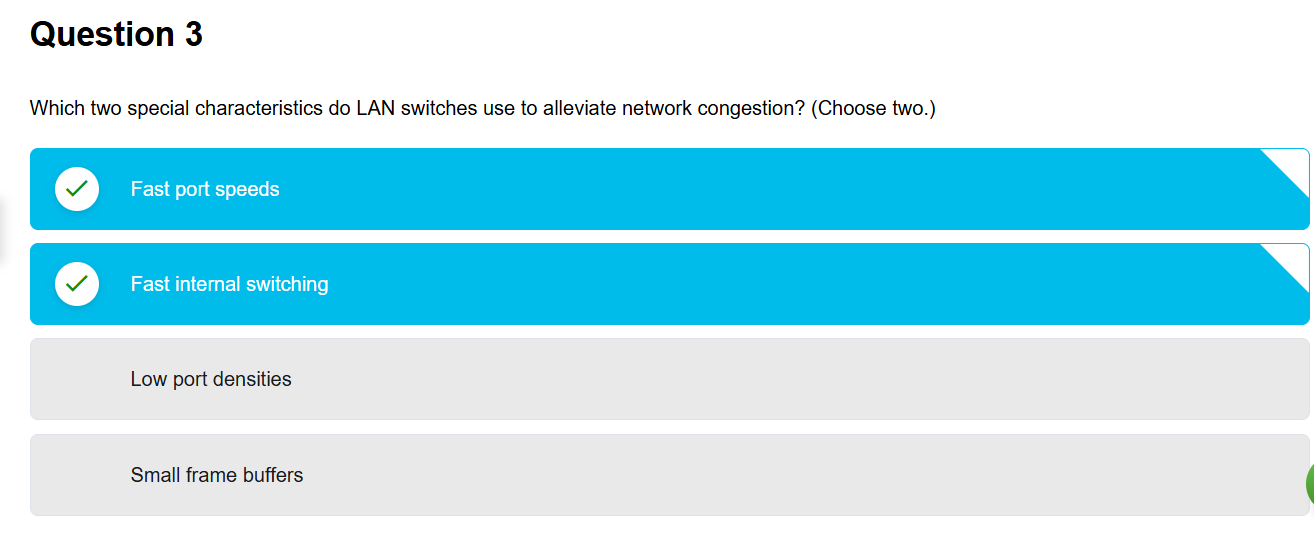 Question 3
Which two special characteristics do LAN switches use to alleviate network congestion? (Choose two.)
Fast port speeds
Fast internal switching
Low port densities
Small frame buffers